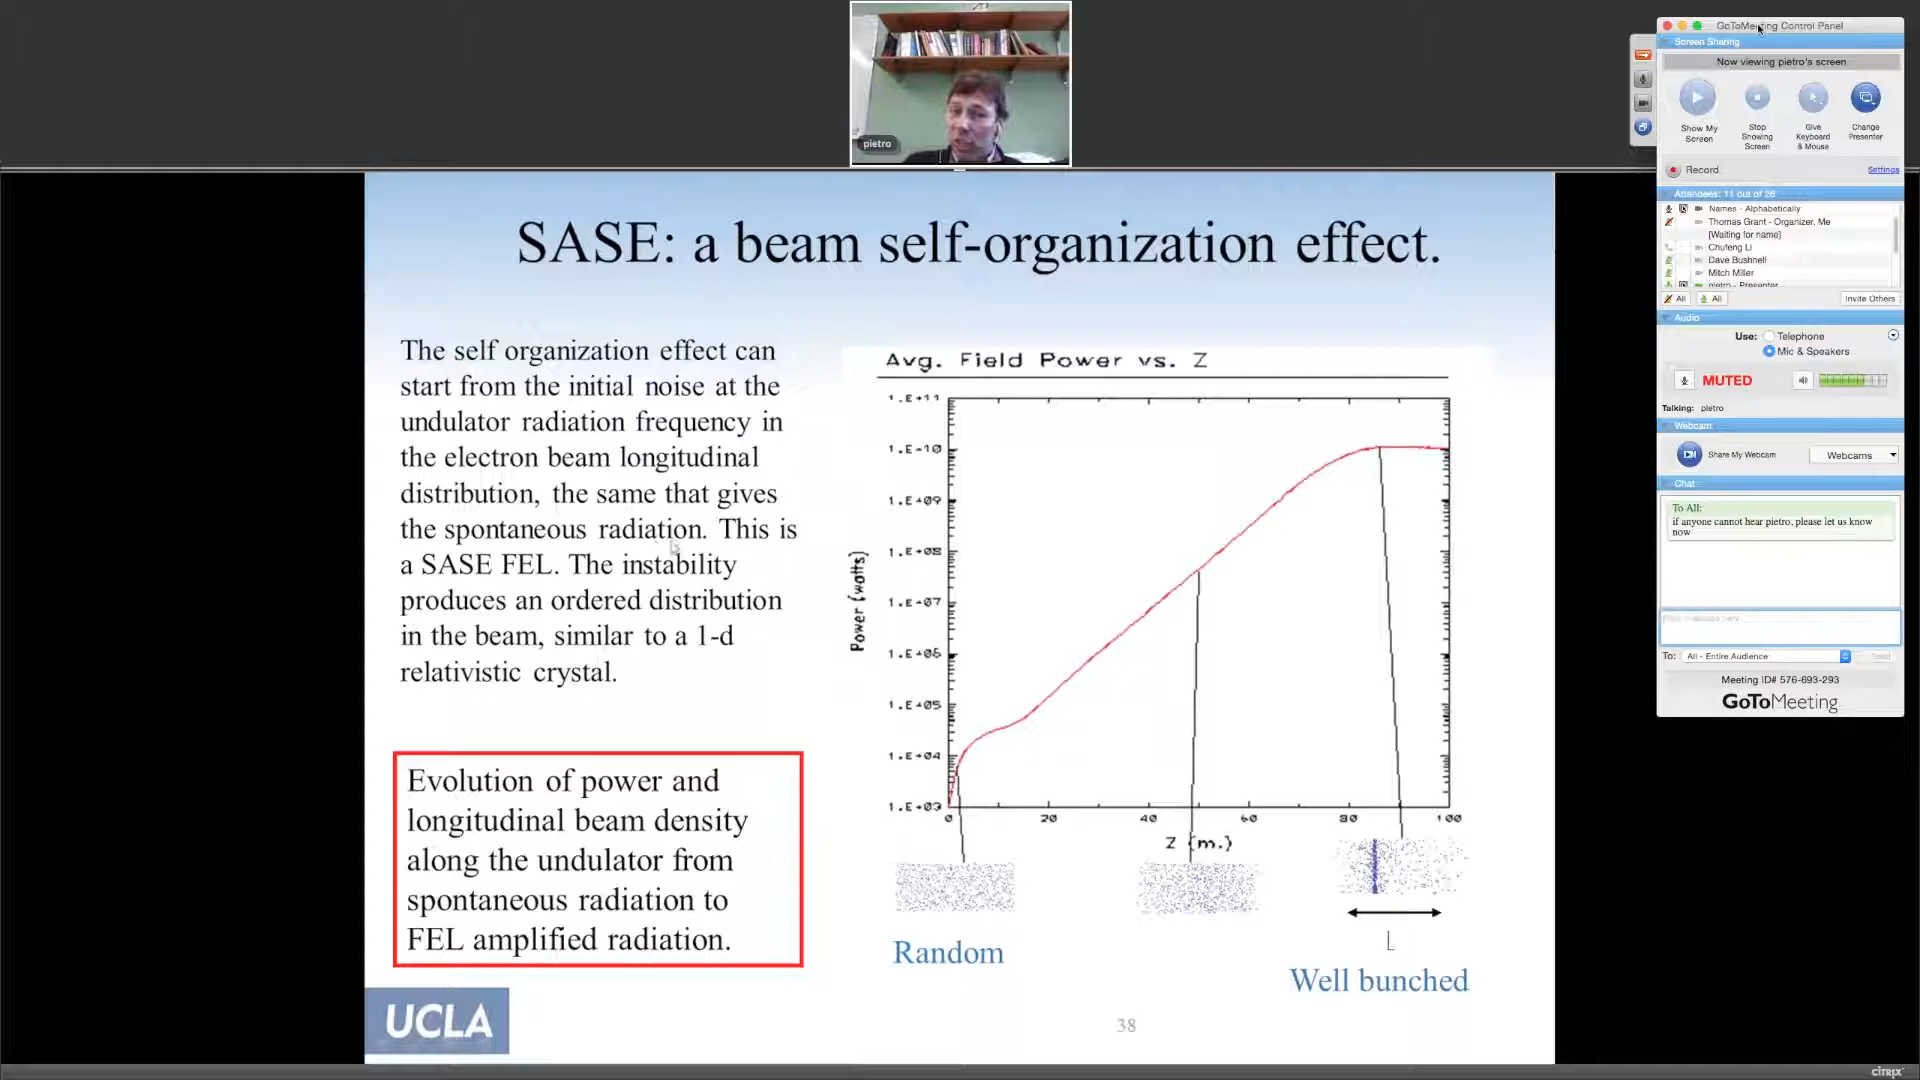 pietro
SASE: a beam self-organization effect.
The self organization effect can
start from the initial noise at the
undulator radiation frequency in
the electron beam longitudinal
distribution, the same that gives
the spontaneous radiation. This is
a SASE FEL. The instability
produces an ordered distribution
in the beam, similar to a 1-d
relativistic crystal.
Evolution of power and
longitudinal beam density
along the undulator from
spontaneous radiation to
FEL amplified radiation.
UCLA
Avg. Field Power vs. Z
Power (watts)
1.E+11
1.E-10
1.E+09
1.E+08
1.E+07
1.E+06
1.E+05
1.E+04
1.E+03
0 20 40 60 80 100
Z (m.)
L
Random
Well bunched
38
GoToMeeting Control Panel
Screen Sharing
Now viewing pietro's screen
Show My Screen
Stop Showing Screen
Give Keyboard & Mouse
Change Presenter
Record
Settings
Attendees: 11 out of 26
Names - Alphabetically
Thomas Grant - Organizer, Me
[Waiting for name]
Chufeng Li
Dave Bushnell
Mitch Miller
pietro - Presenter
All
All
Invite Others
Audio
Use: Telephone
Mic & Speakers
MUTED
Talking: pietro
Webcam
Share My Webcam
Webcams
Chat
To All:
if anyone cannot hear pietro, please let us know
now
To: All - Entire Audience
Send
Meeting ID# 576-693-293
GoToMeeting
CITRIX